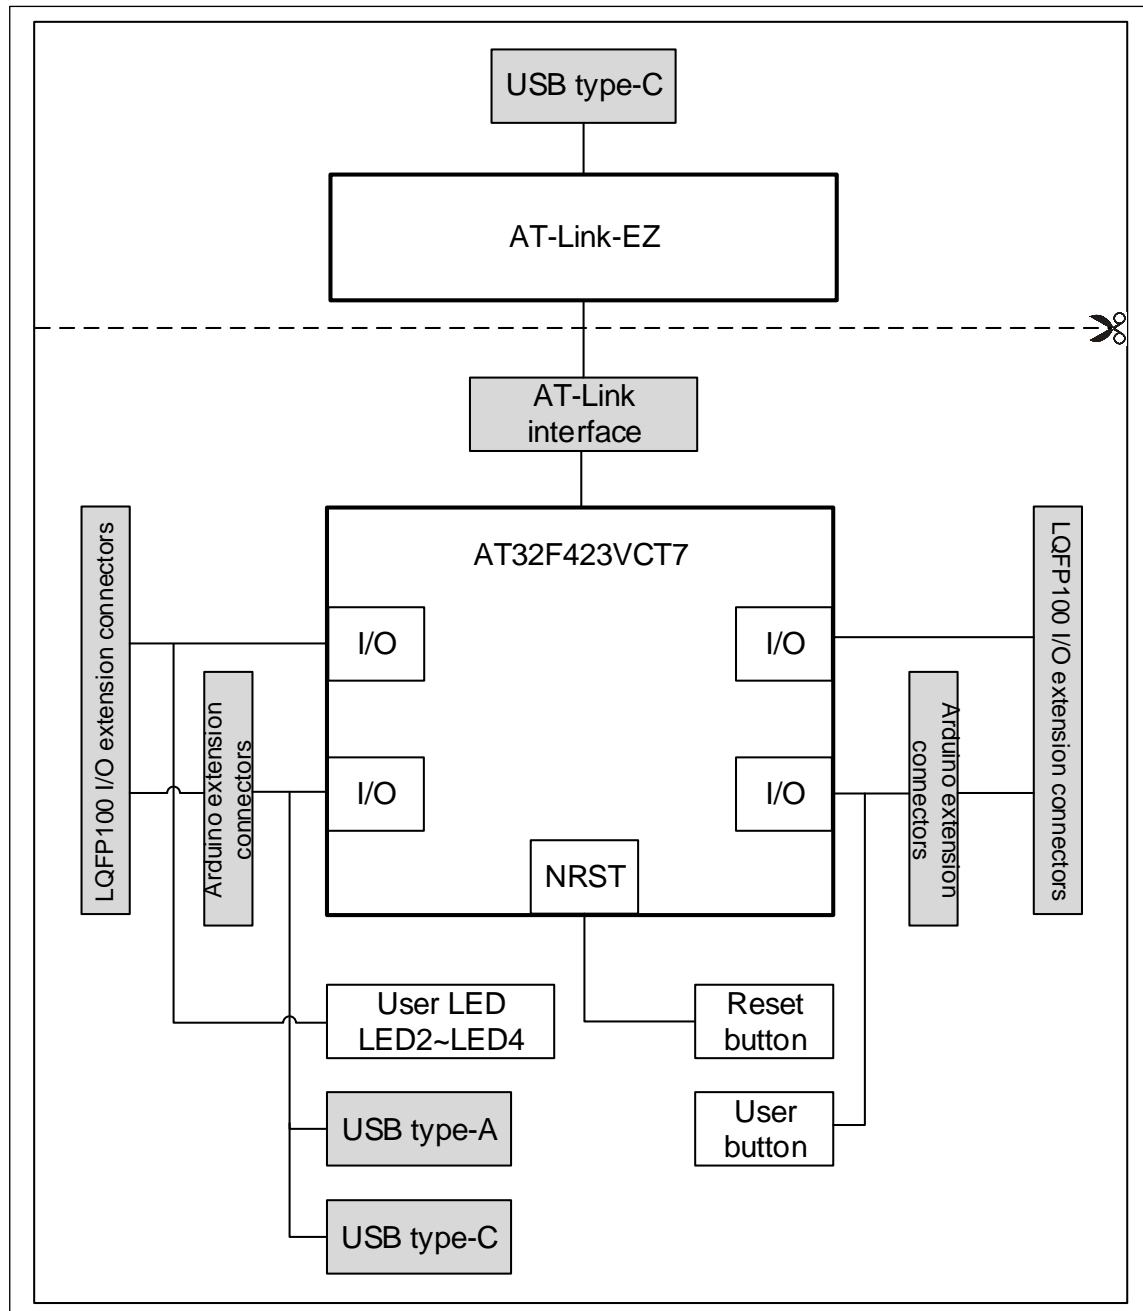 USB type-C
AT-Link-EZ
AT-Link
interface
AT32F423VCT7
LQFP100 I/O extension connectors
LQFP100 I/O extension connectors
I/O
I/O
Arduino extension
connectors
Arduino extension
connectors
I/O
I/O
NRST
User LED
LED2~LED4
Reset
button
USB type-A
User
button
USB type-C